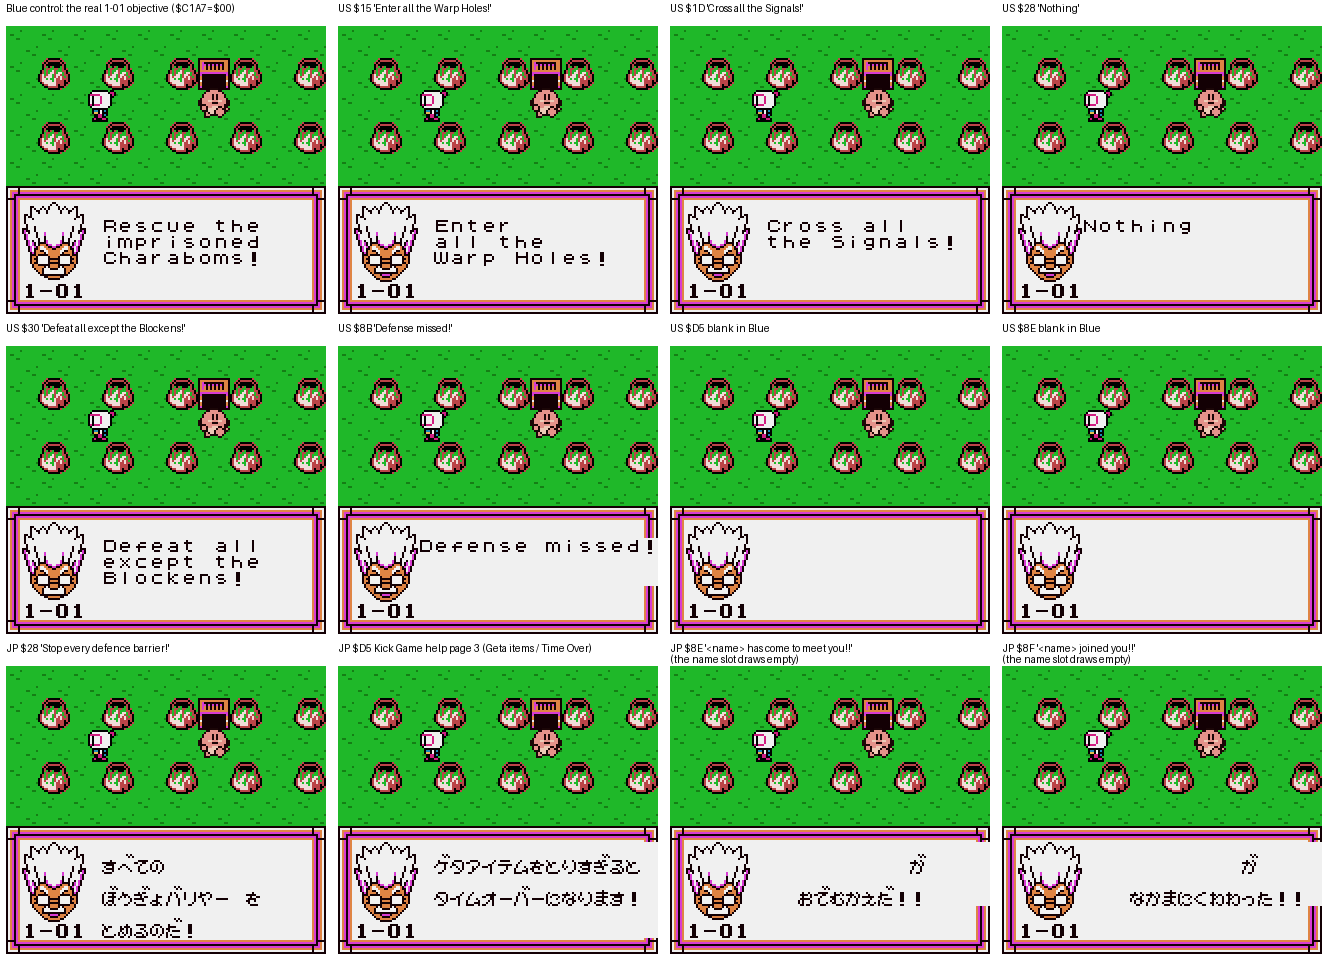 Blue control: the real 1-01 objective ($C1A7=$00)
US $15 'Enter all the Warp Holes!'
US $1D 'Cross all the Signals!'
US $28 'Nothing'
Rescue the
imprisoned
Charaboms!
1-01
Enter
all the
Warp Holes!
1-01
Cross all
the Signals!
1-01
Nothing
1-01
US $30 'Defeat all except the Blockens!'
US $8B 'Defense missed!'
US $D5 blank in Blue
US $8E blank in Blue
Defeat all
except the
Blockens!
1-01
Defense missed!
1-01
1-01
1-01
JP $28 'Stop every defence barrier!'
JP $D5 Kick Game help page 3 (Geta items / Time Over)
JP $8E '<name> has come to meet you!!'
(the name slot draws empty)
JP $8F '<name> joined you!!'
(the name slot draws empty)
すべての
ぼうぎょバリヤー を
とめるのだ!
1-01
ゲタアイテムをとりすぎると
タイムオーバーになります!
1-01
が
おでむかえだ!!
1-01
が
なかまにくわわった!!
1-01